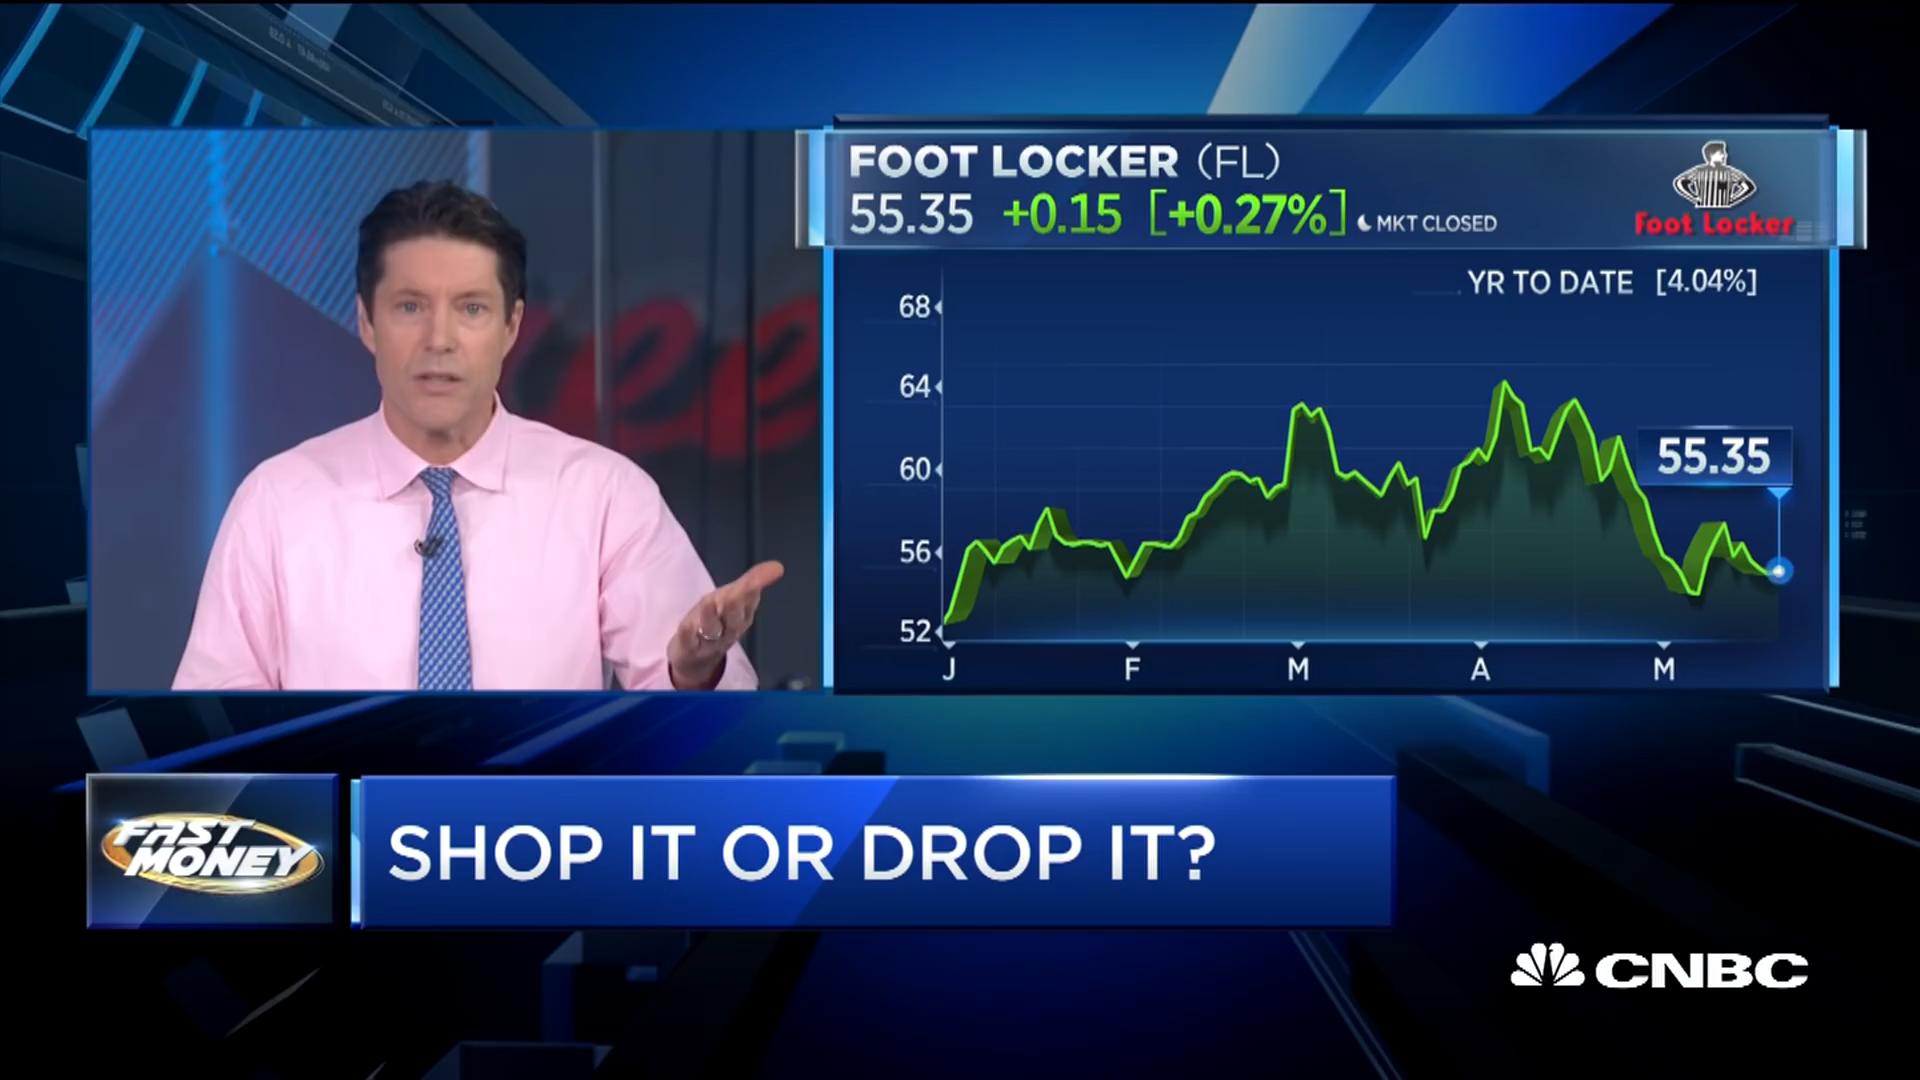 FOOT LOCKER (FL)
55.35 +0.15 [+0.27%] MKT CLOSED
Foot Locker
YR TO DATE [4.04%]
68
64
60
56
52
55.35
J F M A M
FAST
MONEY
SHOP IT OR DROP IT?
CNBC